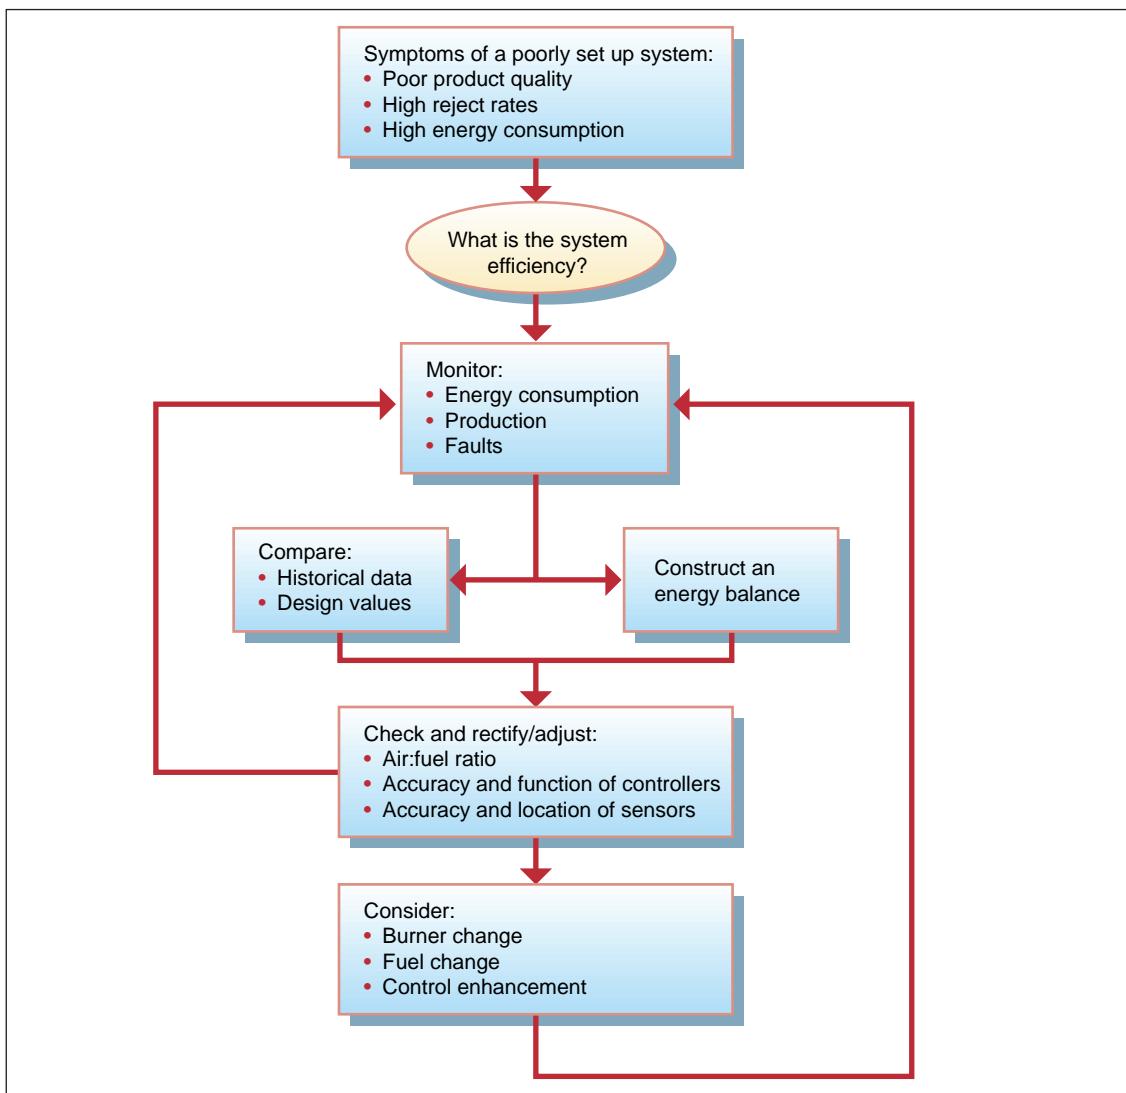 Symptoms of a poorly set up system:
• Poor product quality
• High reject rates
• High energy consumption
What is the system
efficiency?
Monitor:
• Energy consumption
• Production
• Faults
Compare:
• Historical data
• Design values
Construct an
energy balance
Check and rectify/adjust:
• Air:fuel ratio
• Accuracy and function of controllers
• Accuracy and location of sensors
Consider:
• Burner change
• Fuel change
• Control enhancement